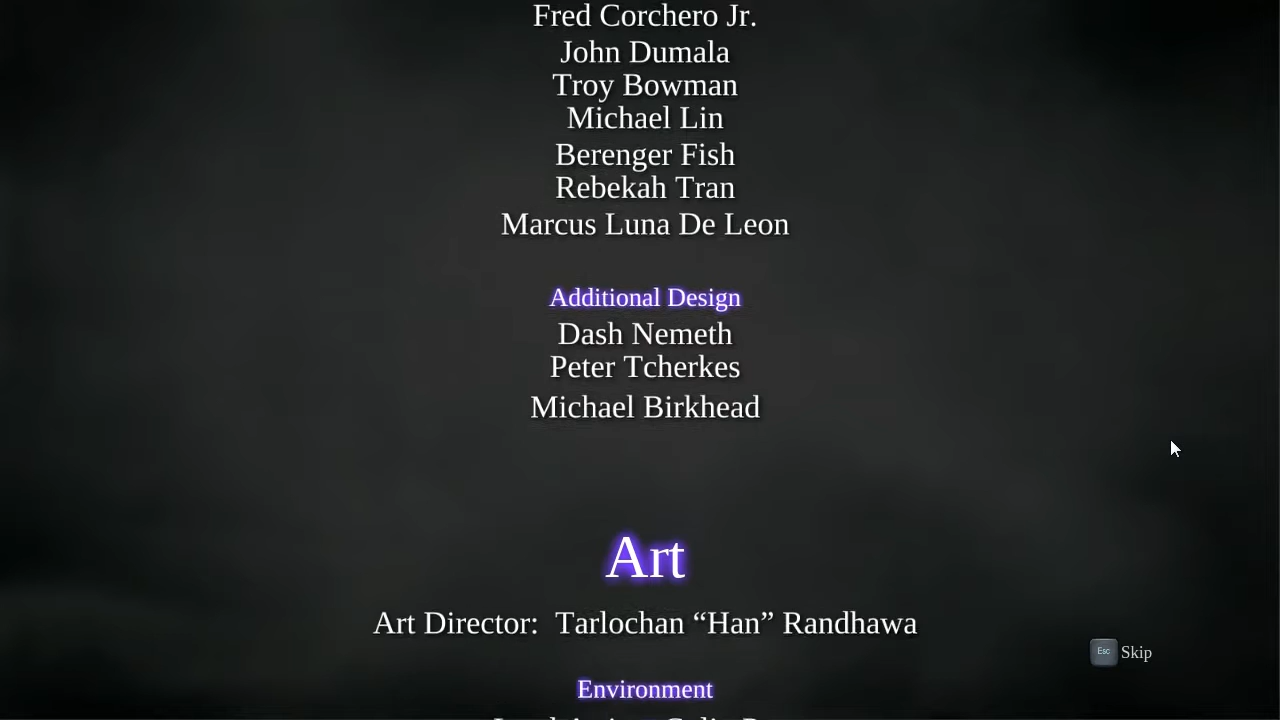 Fred Corchero Jr.
John Dumala
Troy Bowman
Michael Lin
Berenger Fish
Rebekah Tran
Marcus Luna De Leon
Additional Design
Dash Nemeth
Peter Tcherkes
Michael Birkhead
Art
Art Director:  Tarlochan “Han” Randhawa
Esc Skip
Environment